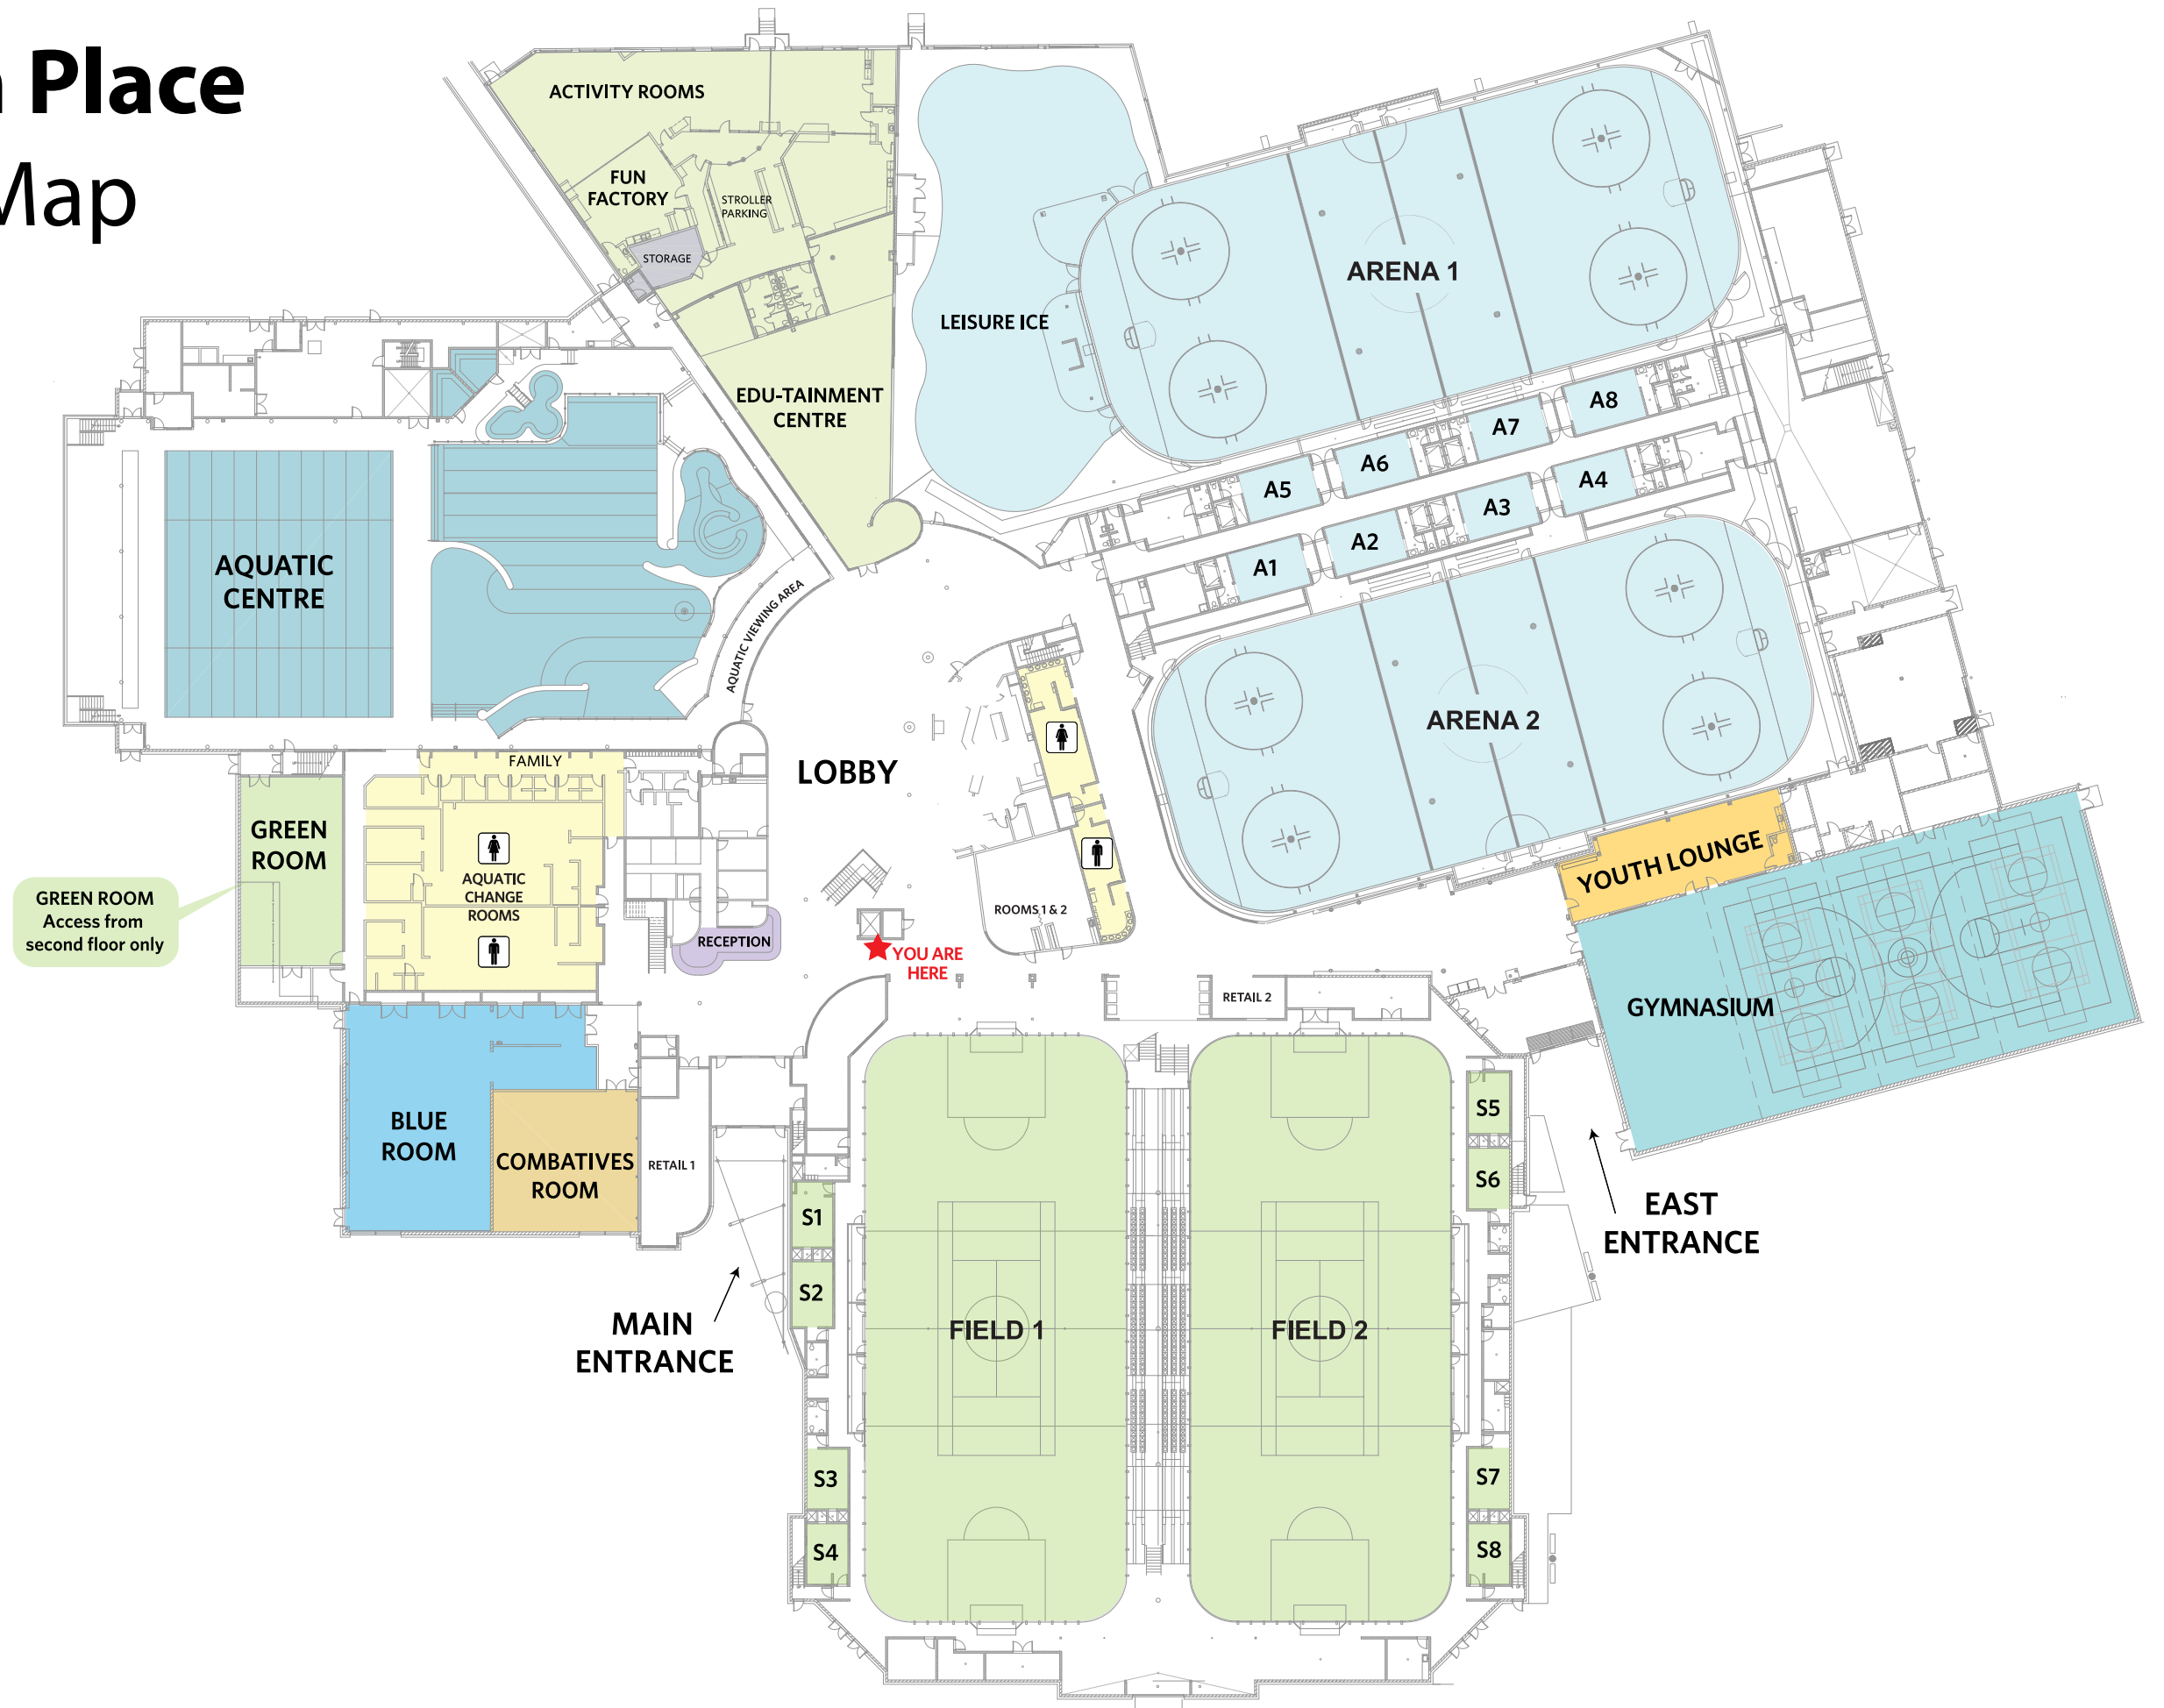 Place
Map
ACTIVITY ROOMS
FUN
FACTORY
STROLLER
PARKING
STORAGE
LEISURE ICE
ARENA 1
EDU-TAINMENT
CENTRE
A8
A7
A6
A5
A4
A3
A2
A1
AQUATIC
CENTRE
AQUATIC VIEWING AREA
ARENA 2
FAMILY
LOBBY
GREEN
ROOM
AQUATIC
CHANGE
ROOMS
GREEN ROOM
Access from
second floor only
RECEPTION
ROOMS 1 & 2
YOU ARE
HERE
YOUTH LOUNGE
GYMNASIUM
RETAIL 2
BLUE
ROOM
COMBATIVES
ROOM
RETAIL 1
S1
S2
S3
S4
S5
S6
S7
S8
FIELD 1
FIELD 2
MAIN
ENTRANCE
EAST
ENTRANCE